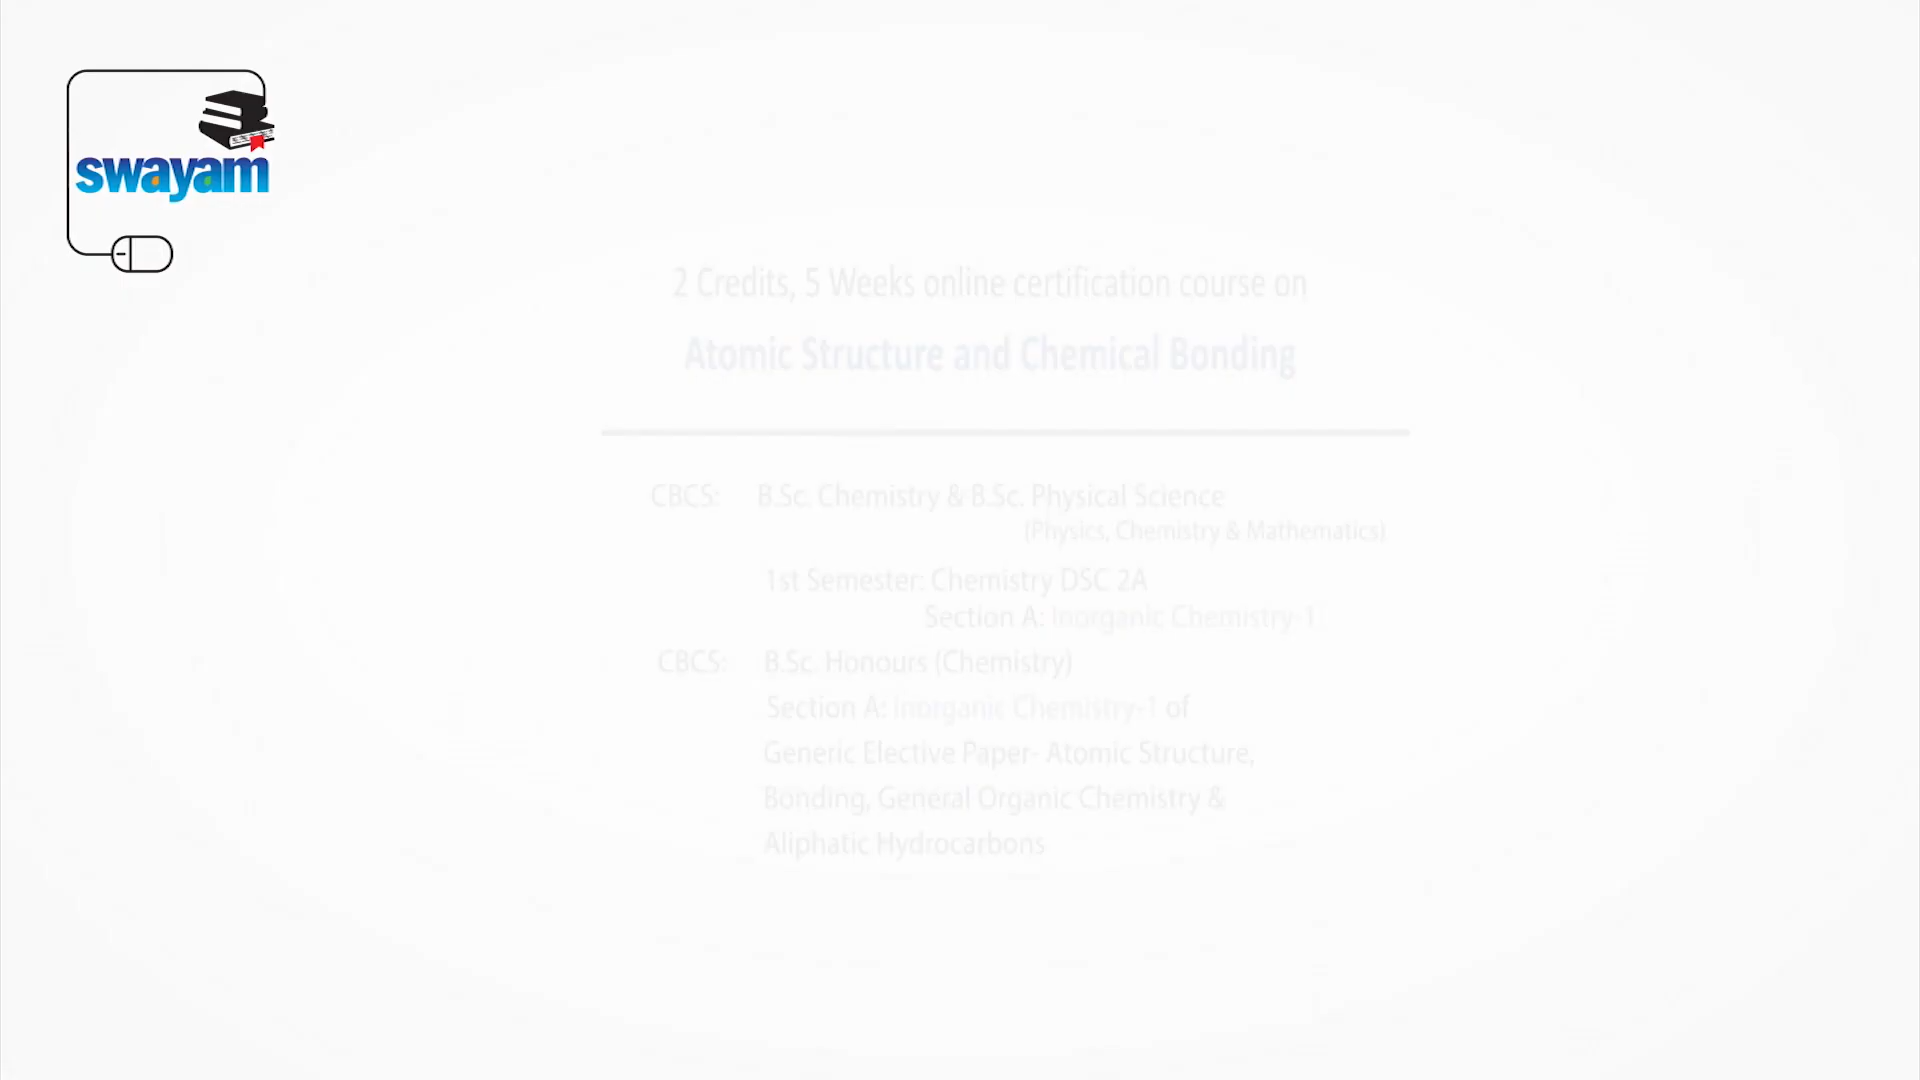 swayam
2 Credits, 5 Weeks online certification course on
Atomic Structure and Chemical Bonding
CBCS: B.Sc. Chemistry & B.Sc. Physical Science
(Physics, Chemistry & Mathematics)
1st Semester: Chemistry DSC 2A
Section A: Inorganic Chemistry-1
CBCS: B.Sc. Honours (Chemistry)
Section A: Inorganic Chemistry-1 of
Generic Elective Paper- Atomic Structure,
Bonding, General Organic Chemistry &
Aliphatic Hydrocarbons